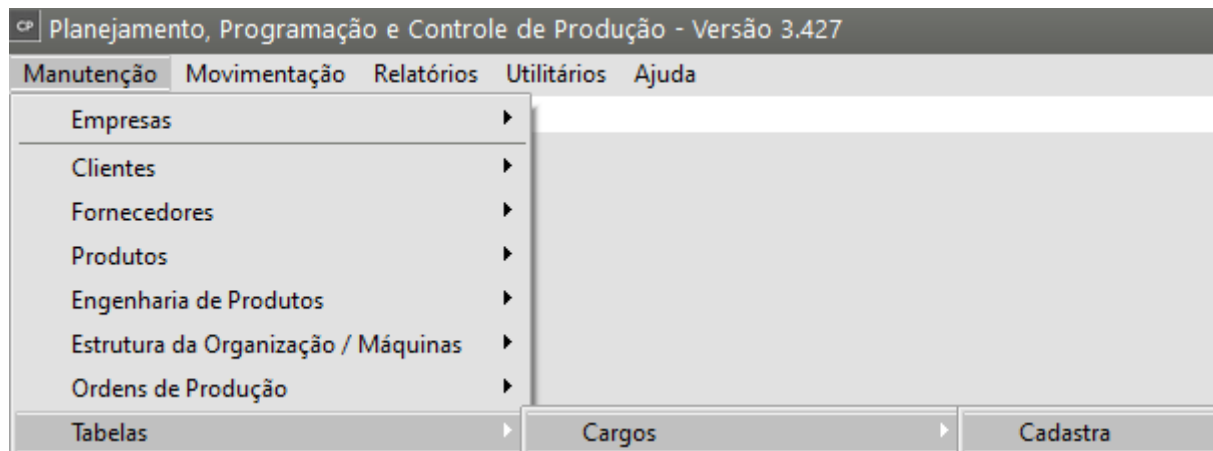 CP Planejamento, Programação e Controle de Produção - Versão 3.427
Manutenção Movimentação Relatórios Utilitários Ajuda
Empresas
Clientes
Fornecedores
Produtos
Engenharia de Produtos
Estrutura da Organização / Máquinas
Ordens de Produção
Tabelas Cargos Cadastra